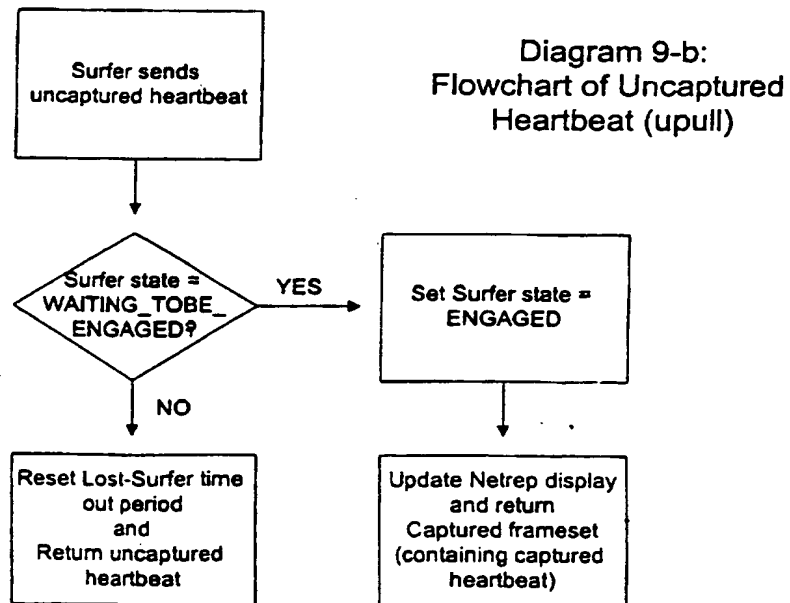 Diagram 9-b:
Flowchart of Uncaptured
Heartbeat (upull)
Surfer sends
uncaptured heartbeat
Surfer state =
WAITING_TOBE_
ENGAGED?
YES
Set Surfer state =
ENGAGED
NO
Reset Lost-Surfer time
out period
and
Return uncaptured
heartbeat
Update Netrep display
and return
Captured frameset
(containing captured
heartbeat)